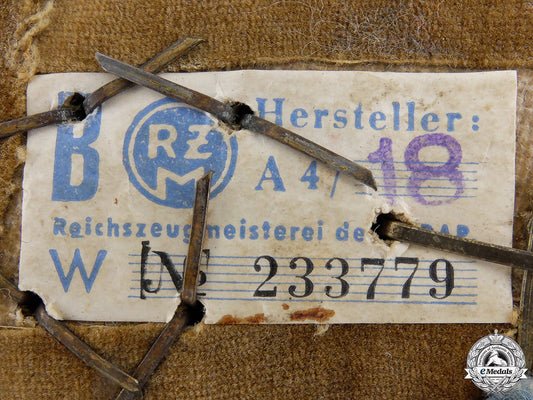 B RZM Hersteller:
A 4/ 18
Reichszeugmeisterei de
W № 233779
eMedals